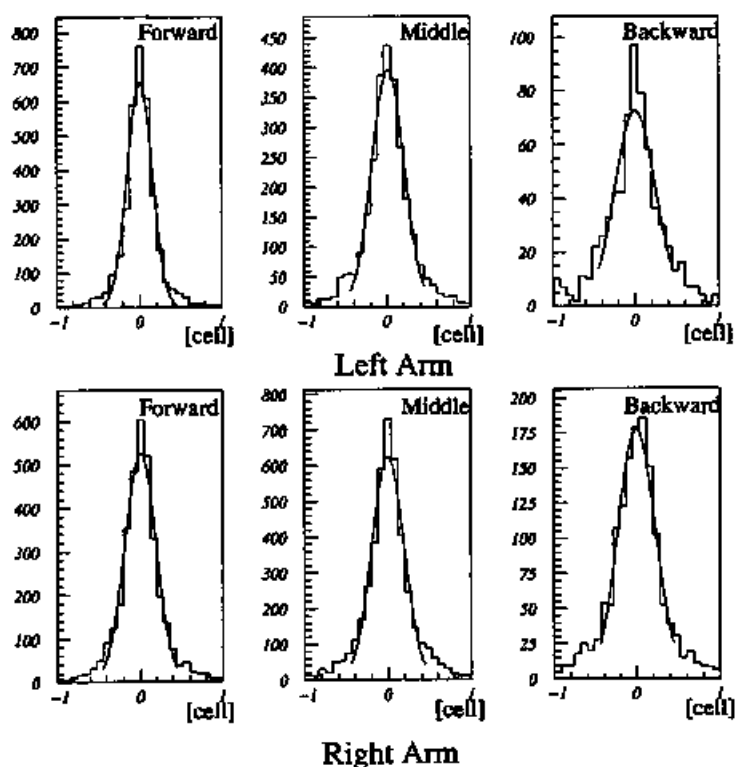 Forward Middle Backward
800 450 100
700 400
600 350 80
500 300 60
400 250
300 200 40
200 150
100 100 20
50
0 0 0
-1 0 1 -1 0 1 -1 0 1
[cell] [cell] [cell]
Left Arm
Forward Middle Backward
600 800 200
500 700 175
400 600 150
300 500 125
200 400 100
100 300 75
200 50
100 25
0 0 0
-1 0 1 -1 0 1 -1 0 1
[cell] [cell] [cell]
Right Arm